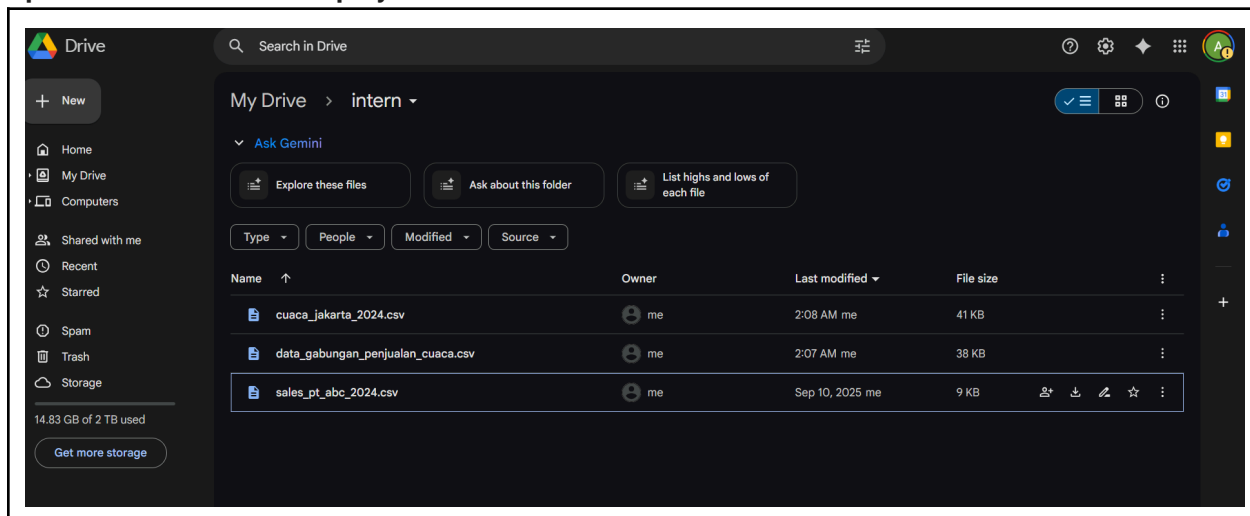 Drive
Search in Drive
New
My Drive > intern
Ask Gemini
Explore these files
Ask about this folder
List highs and lows of
each file
Home
My Drive
Computers
Shared with me
Recent
Starred
Spam
Trash
Storage
14.83 GB of 2 TB used
Get more storage
Type
People
Modified
Source
Name
Owner
Last modified
File size
cuaca_jakarta_2024.csv
me
2:08 AM me
41 KB
data_gabungan_penjualan_cuaca.csv
me
2:07 AM me
38 KB
sales_pt_abc_2024.csv
me
Sep 10, 2025 me
9 KB
A
31